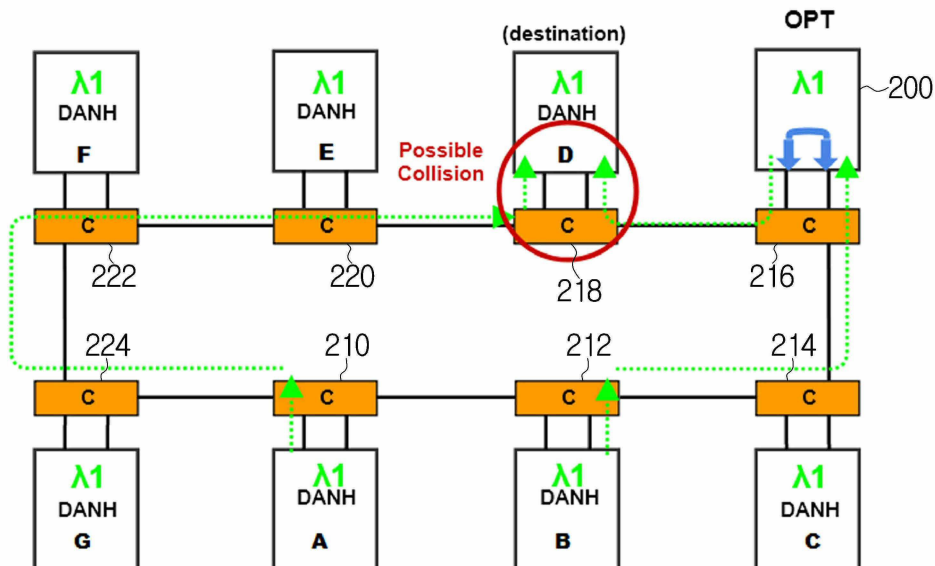 OPT
(destination)
λ1
DANH
F
λ1
DANH
E
λ1
DANH
D
λ1
200
Possible
Collision
C
C
C
C
222
220
218
216
224
210
212
214
C
C
C
C
λ1
DANH
G
λ1
DANH
A
λ1
DANH
B
λ1
DANH
C